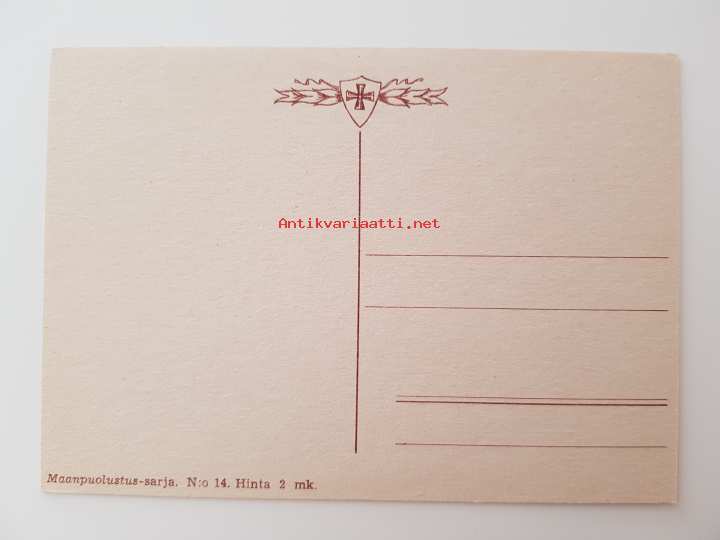 Antikvariaatti.net
Maanpuolustus-sarja. N:o 14. Hinta 2 mk.